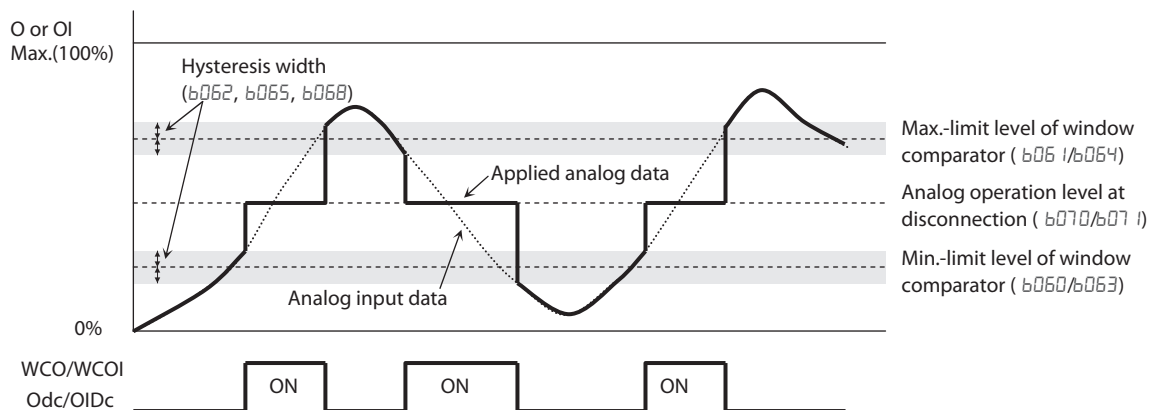 O or OI
Max.(100%)
Hysteresis width
(b062, b065, b068)
Max.-limit level of window
comparator ( b061/b064)
Applied analog data
Analog operation level at
disconnection ( b070/b071)
Min.-limit level of window
comparator ( b060/b063)
Analog input data
0%
WCO/WCOI
Odc/OIDc
ON
ON
ON